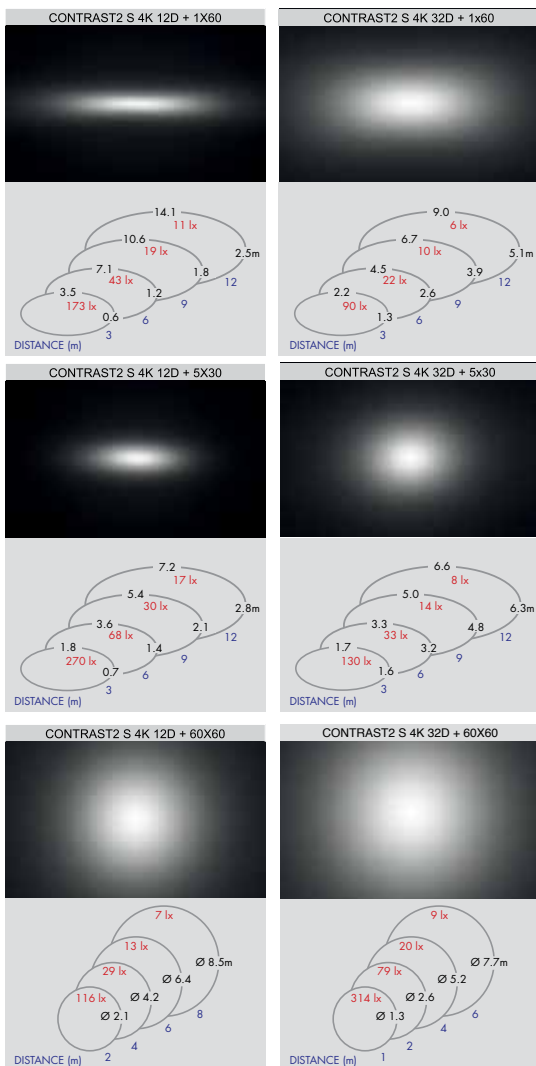 CONTRAST2 S 4K 12D + 1X60
14.1
11 lx
10.6
19 lx
2.5m
7.1
43 lx
1.8
12
3.5
173 lx
1.2
9
0.6
6
3
DISTANCE (m)
CONTRAST2 S 4K 32D + 1x60
9.0
6 lx
6.7
10 lx
5.1m
4.5
22 lx
3.9
12
2.2
90 lx
2.6
9
1.3
6
3
DISTANCE (m)
CONTRAST2 S 4K 12D + 5X30
7.2
17 lx
5.4
30 lx
2.8m
3.6
68 lx
2.1
12
1.8
270 lx
1.4
9
0.7
6
3
DISTANCE (m)
CONTRAST2 S 4K 32D + 5x30
6.6
8 lx
5.0
14 lx
6.3m
3.3
33 lx
4.8
12
1.7
130 lx
3.2
9
1.6
6
3
DISTANCE (m)
CONTRAST2 S 4K 12D + 60X60
7 lx
13 lx
Ø 8.5m
29 lx
Ø 6.4
116 lx
Ø 4.2
8
Ø 2.1
6
4
2
DISTANCE (m)
CONTRAST2 S 4K 32D + 60X60
9 lx
20 lx
Ø 7.7m
79 lx
Ø 5.2
314 lx
Ø 2.6
6
Ø 1.3
4
2
1
DISTANCE (m)